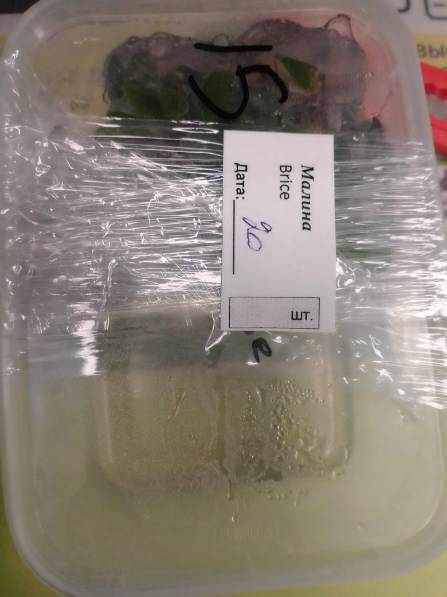 15
Малина
Brice
Дата: 20
шт.